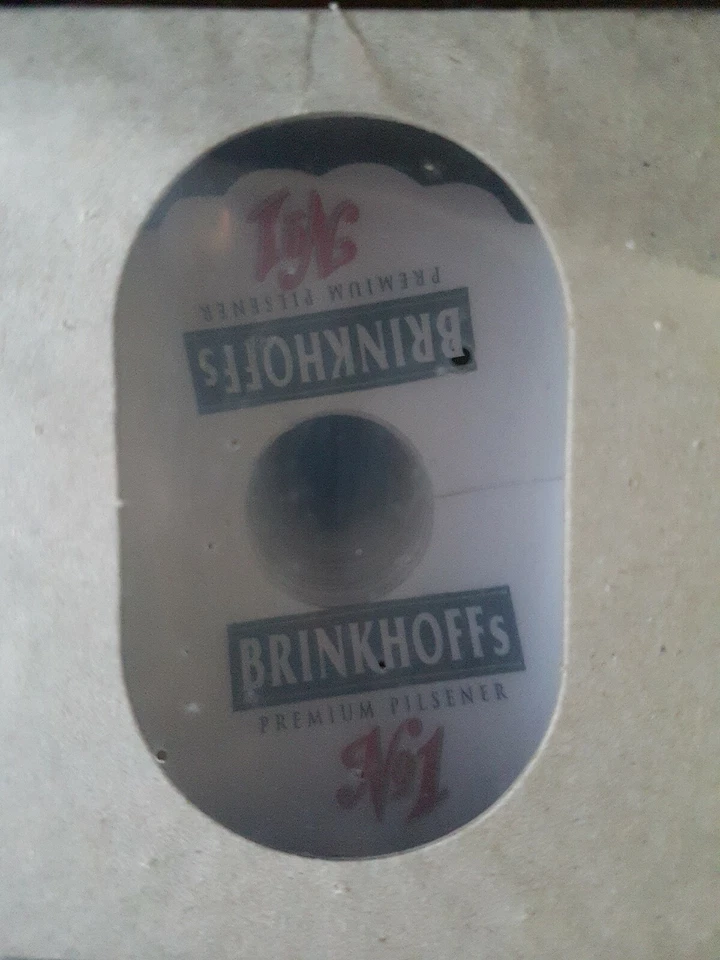 No1
PREMIUM PILSENER
BRINKHOFFs
BRINKHOFFs
PREMIUM PILSENER
No1